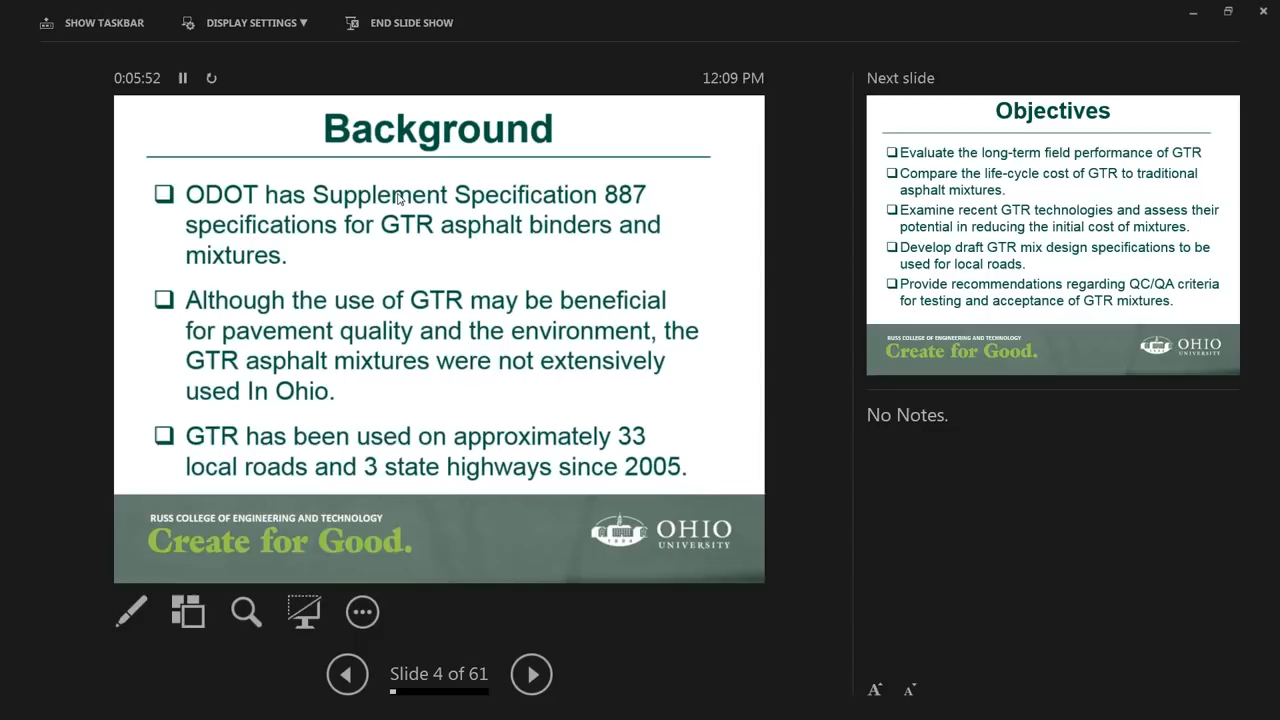 SHOW TASKBAR
DISPLAY SETTINGS ▼
END SLIDE SHOW
0:05:52
12:09 PM
Background
❑ ODOT has Supplement Specification 887
specifications for GTR asphalt binders and
mixtures.
❑ Although the use of GTR may be beneficial
for pavement quality and the environment, the
GTR asphalt mixtures were not extensively
used In Ohio.
❑ GTR has been used on approximately 33
local roads and 3 state highways since 2005.
RUSS COLLEGE OF ENGINEERING AND TECHNOLOGY
Create for Good.
1804
OHIO
UNIVERSITY
Slide 4 of 61
Next slide
Objectives
❑Evaluate the long-term field performance of GTR
❑Compare the life-cycle cost of GTR to traditional
asphalt mixtures.
❑Examine recent GTR technologies and assess their
potential in reducing the initial cost of mixtures.
❑Develop draft GTR mix design specifications to be
used for local roads.
❑Provide recommendations regarding QC/QA criteria
for testing and acceptance of GTR mixtures.
RUSS COLLEGE OF ENGINEERING AND TECHNOLOGY
Create for Good.
OHIO
UNIVERSITY
No Notes.
A A